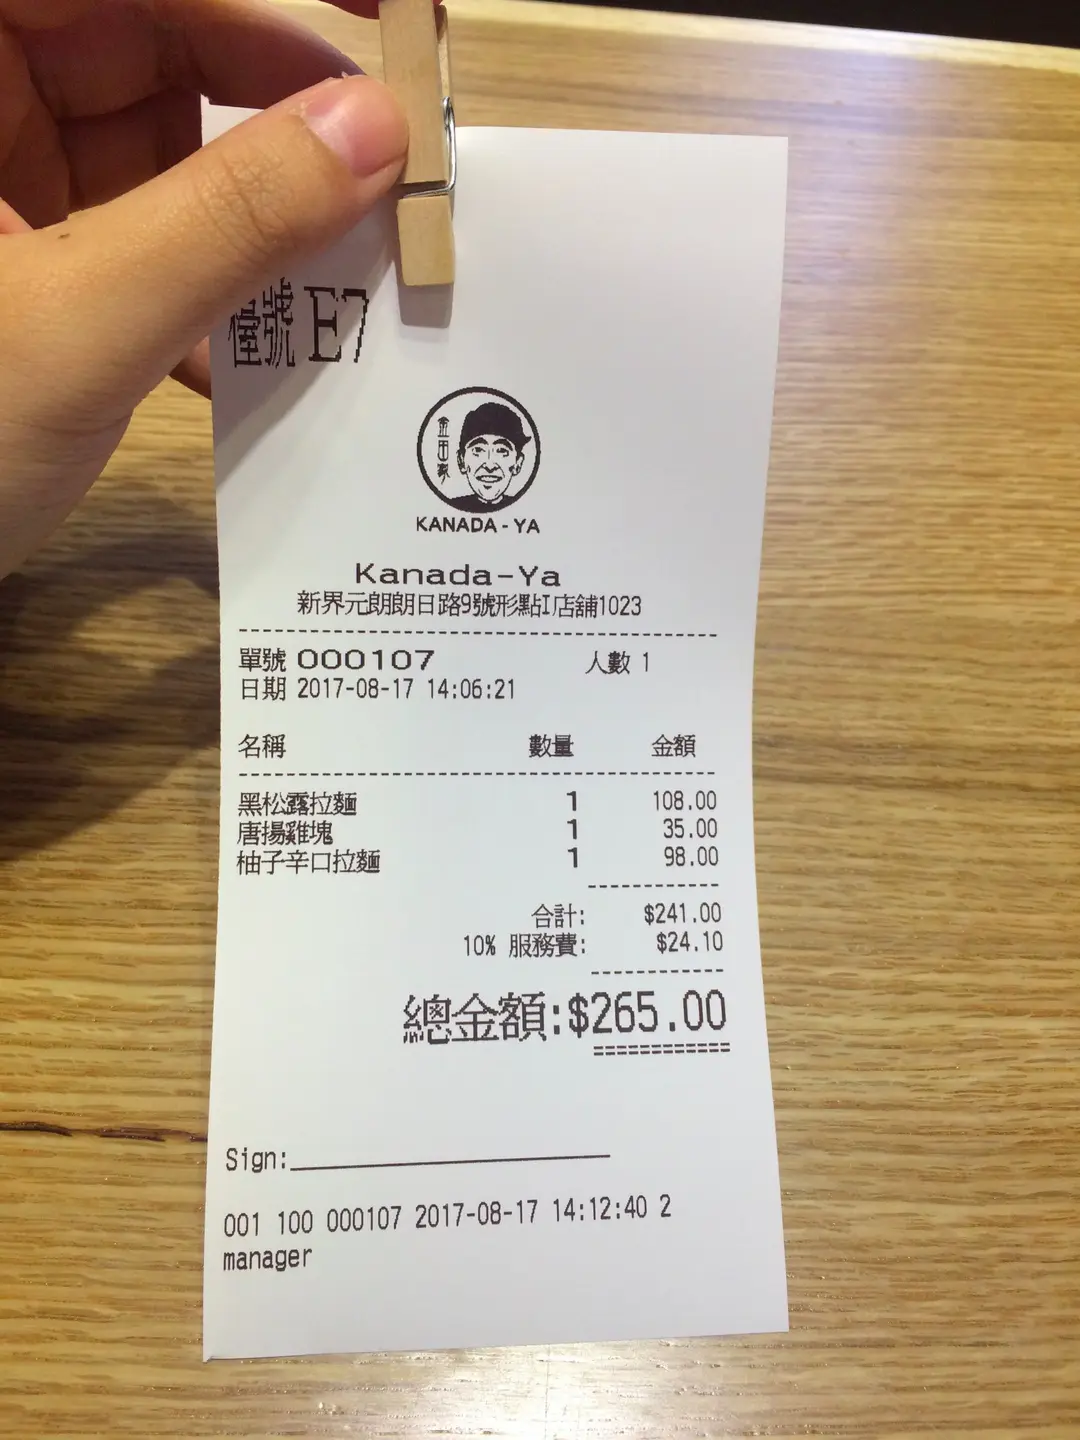 檯號 E7
金田家
KANADA-YA
Kanada-Ya
新界元朗朗日路9號形點I店舖1023
單號 000107 人數 1
日期 2017-08-17 14:06:21
名稱 數量 金額
黑松露拉麵 1 108.00
唐揚雞塊 1 35.00
柚子辛口拉麵 1 98.00
合計: $241.00
10% 服務費: $24.10
總金額:$265.00
Sign:
001 100 000107 2017-08-17 14:12:40 2
manager